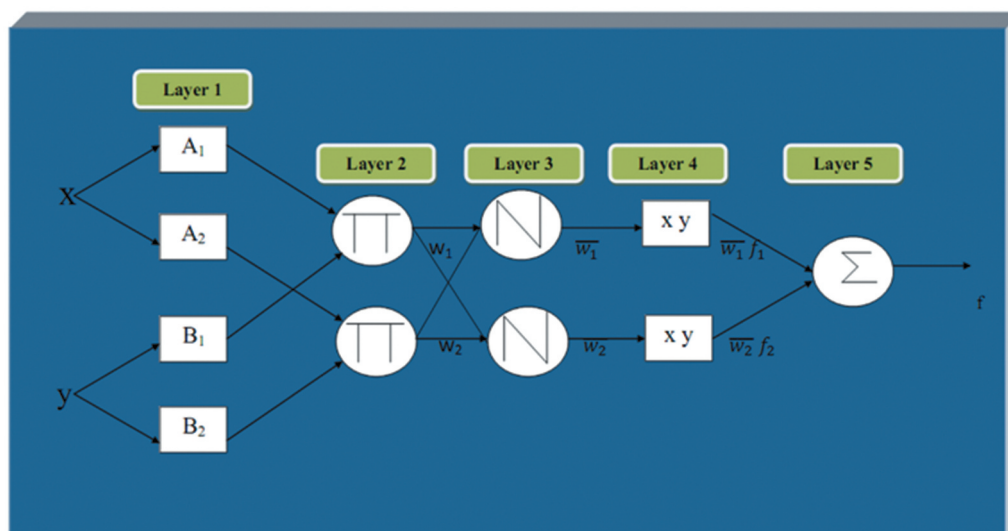 Layer 1
Layer 2
Layer 3
Layer 4
Layer 5
x
y
A₁
A₂
B₁
B₂
∏
∏
w₁
w₂
N
N
w̅₁
w̅₂
x y
x y
w̅₁ f₁
w̅₂ f₂
Σ
f